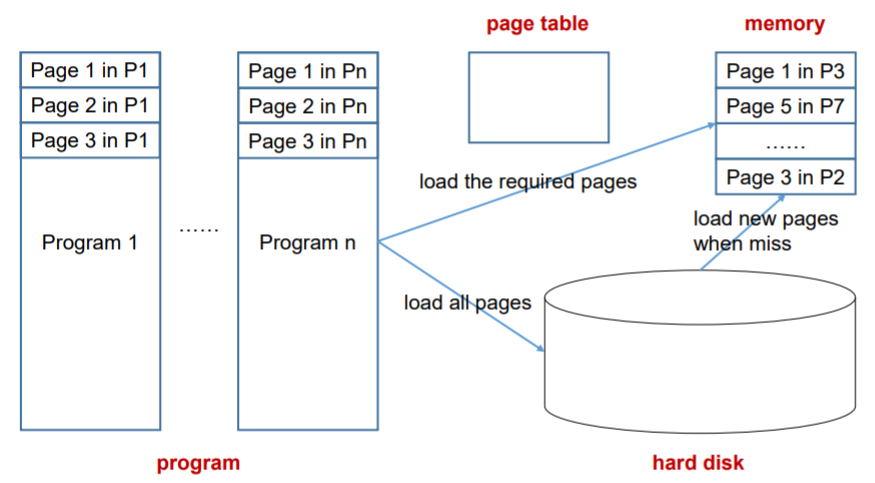 page table
memory
Page 1 in P1
Page 2 in P1
Page 3 in P1
Program 1
......
Page 1 in Pn
Page 2 in Pn
Page 3 in Pn
Program n
load the required pages
load all pages
Page 1 in P3
Page 5 in P7
......
Page 3 in P2
load new pages
when miss
program
hard disk